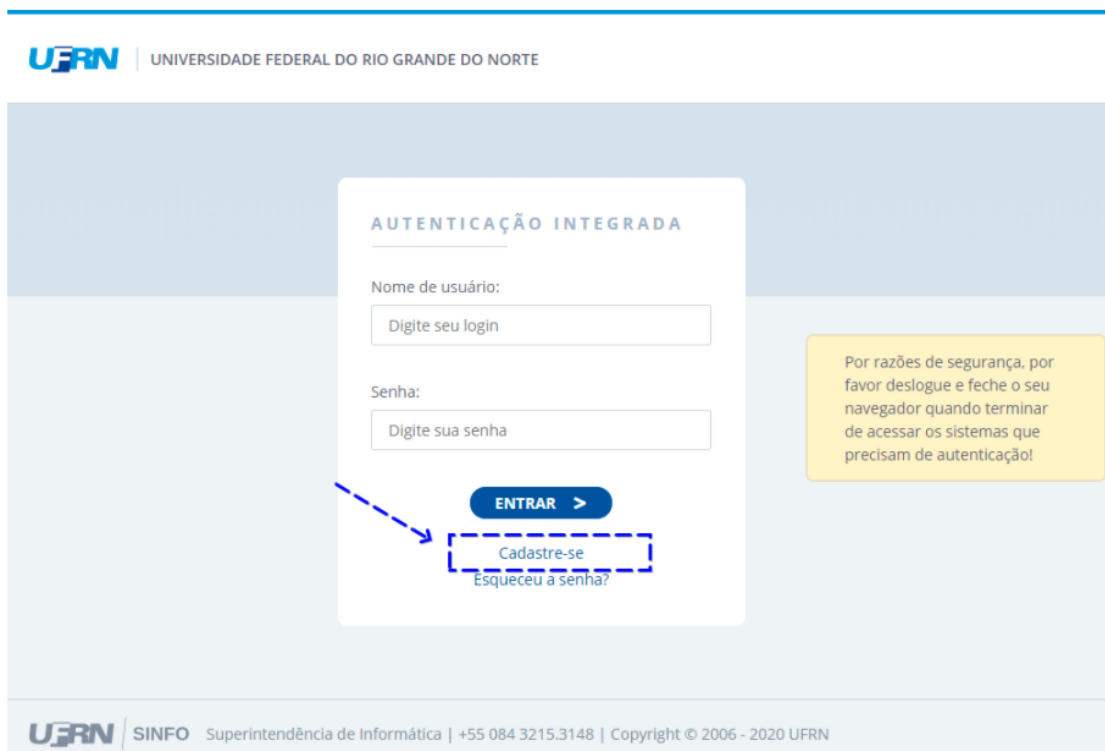 UFRN UNIVERSIDADE FEDERAL DO RIO GRANDE DO NORTE
AUTENTICAÇÃO INTEGRADA
Nome de usuário:
Digite seu login
Senha:
Digite sua senha
ENTRAR >
Cadastre-se
Esqueceu a senha?
Por razões de segurança, por
favor deslogue e feche o seu
navegador quando terminar
de acessar os sistemas que
precisam de autenticação!
UFRN SINFO Superintendência de Informática | +55 084 3215.3148 | Copyright © 2006 - 2020 UFRN